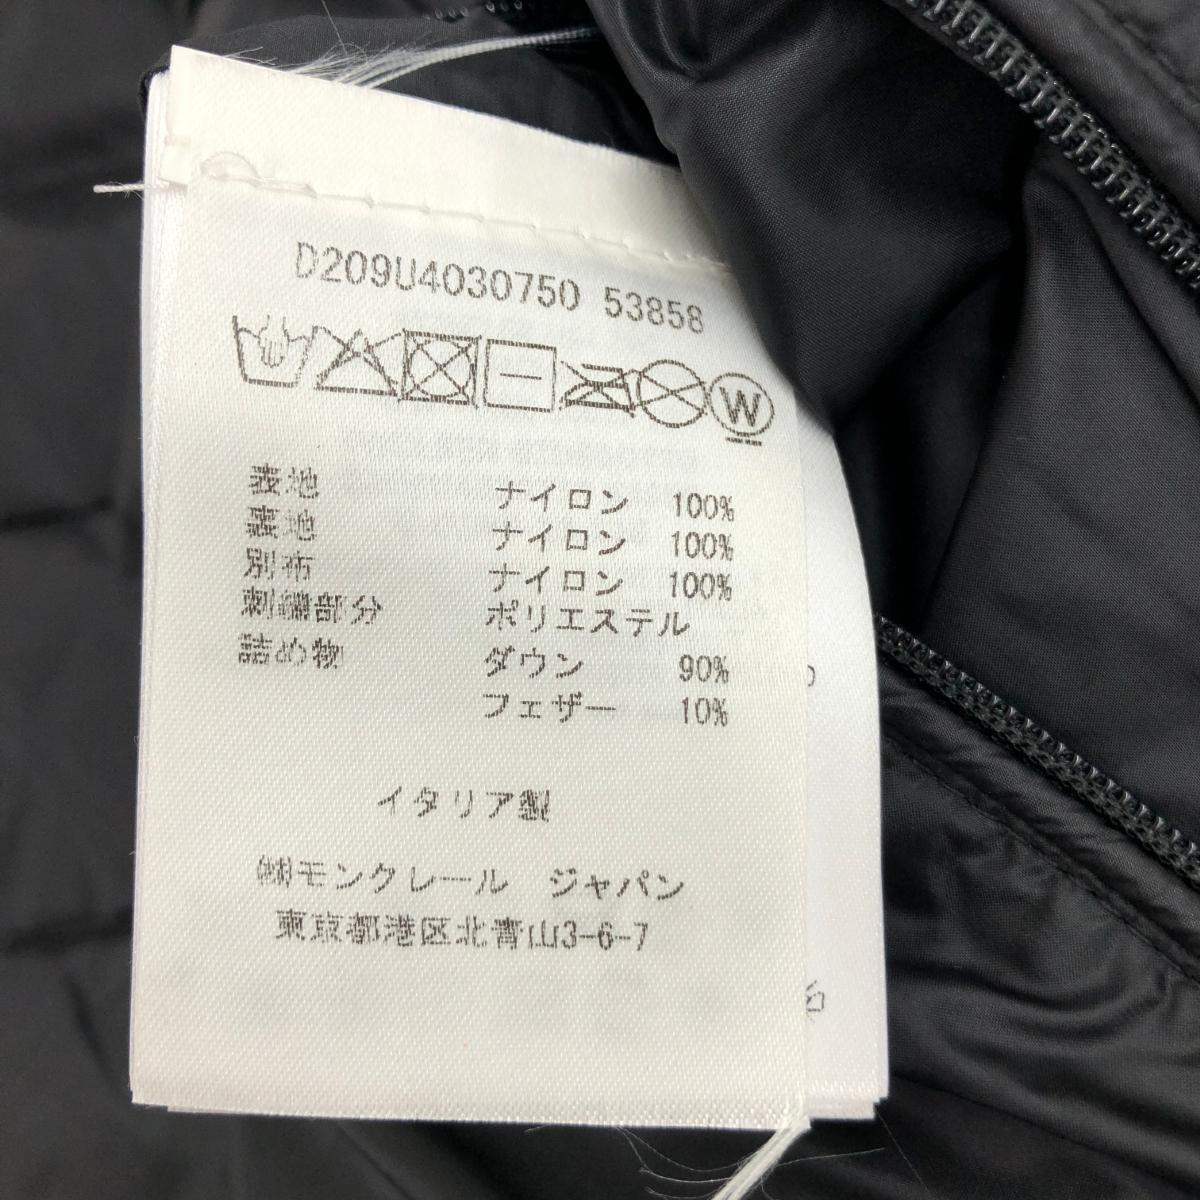 D209U4030750 53858
W
表地 ナイロン 100%
裏地 ナイロン 100%
別布 ナイロン 100%
刺繍部分 ポリエステル
詰め物 ダウン 90%
フェザー 10%
イタリア製
㈱モンクレール ジャパン
東京都港区北青山3-6-7